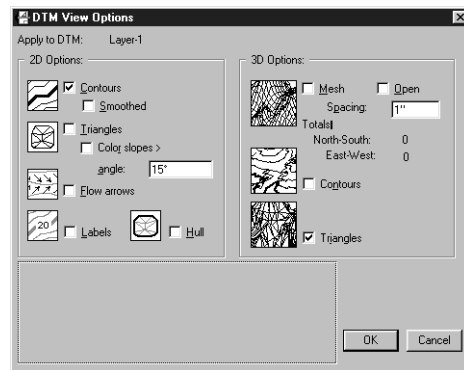 DTM View Options
Apply to DTM: Layer-1
2D Options:
Contours
Smoothed
Triangles
Color slopes >
angle: 15°
Flow arrows
20
Labels
Hull
3D Options:
Mesh
Open
Spacing: 1"
Totals
North-South: 0
East-West: 0
Contours
Triangles
OK
Cancel